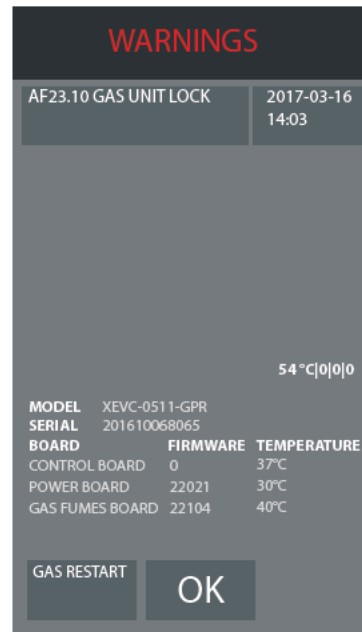 WARNINGS
AF23.10 GAS UNIT LOCK 2017-03-16
14:03
54°C|0|0|0
MODEL XEVC-0511-GPR
SERIAL 201610068065
BOARD FIRMWARE TEMPERATURE
CONTROL BOARD 0 37°C
POWER BOARD 22021 30°C
GAS FUMES BOARD 22104 40°C
GAS RESTART
OK